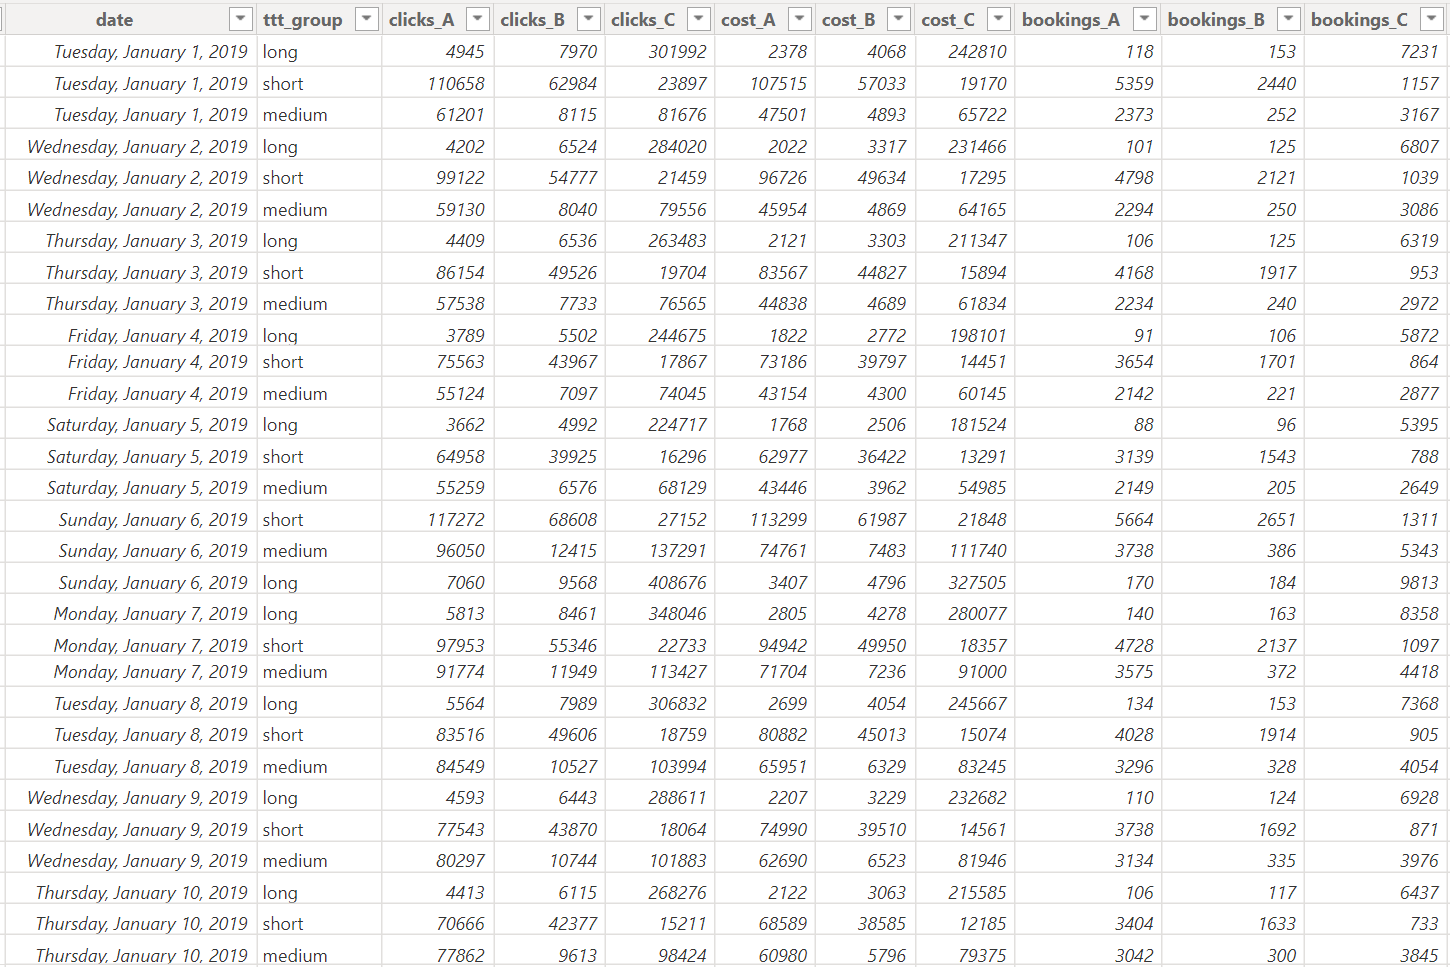 date ttt_group clicks_A clicks_B clicks_C cost_A cost_B cost_C bookings_A bookings_B bookings_C
Tuesday, January 1, 2019 long 4945 7970 301992 2378 4068 242810 118 153 7231
Tuesday, January 1, 2019 short 110658 62984 23897 107515 57033 19170 5359 2440 1157
Tuesday, January 1, 2019 medium 61201 8115 81676 47501 4893 65722 2373 252 3167
Wednesday, January 2, 2019 long 4202 6524 284020 2022 3317 231466 101 125 6807
Wednesday, January 2, 2019 short 99122 54777 21459 96726 49634 17295 4798 2121 1039
Wednesday, January 2, 2019 medium 59130 8040 79556 45954 4869 64165 2294 250 3086
Thursday, January 3, 2019 long 4409 6536 263483 2121 3303 211347 106 125 6319
Thursday, January 3, 2019 short 86154 49526 19704 83567 44827 15894 4168 1917 953
Thursday, January 3, 2019 medium 57538 7733 76565 44838 4689 61834 2234 240 2972
Friday, January 4, 2019 long 3789 5502 244675 1822 2772 198101 91 106 5872
Friday, January 4, 2019 short 75563 43967 17867 73186 39797 14451 3654 1701 864
Friday, January 4, 2019 medium 55124 7097 74045 43154 4300 60145 2142 221 2877
Saturday, January 5, 2019 long 3662 4992 224717 1768 2506 181524 88 96 5395
Saturday, January 5, 2019 short 64958 39925 16296 62977 36422 13291 3139 1543 788
Saturday, January 5, 2019 medium 55259 6576 68129 43446 3962 54985 2149 205 2649
Sunday, January 6, 2019 short 117272 68608 27152 113299 61987 21848 5664 2651 1311
Sunday, January 6, 2019 medium 96050 12415 137291 74761 7483 111740 3738 386 5343
Sunday, January 6, 2019 long 7060 9568 408676 3407 4796 327505 170 184 9813
Monday, January 7, 2019 long 5813 8461 348046 2805 4278 280077 140 163 8358
Monday, January 7, 2019 short 97953 55346 22733 94942 49950 18357 4728 2137 1097
Monday, January 7, 2019 medium 91774 11949 113427 71704 7236 91000 3575 372 4418
Tuesday, January 8, 2019 long 5564 7989 306832 2699 4054 245667 134 153 7368
Tuesday, January 8, 2019 short 83516 49606 18759 80882 45013 15074 4028 1914 905
Tuesday, January 8, 2019 medium 84549 10527 103994 65951 6329 83245 3296 328 4054
Wednesday, January 9, 2019 long 4593 6443 288611 2207 3229 232682 110 124 6928
Wednesday, January 9, 2019 short 77543 43870 18064 74990 39510 14561 3738 1692 871
Wednesday, January 9, 2019 medium 80297 10744 101883 62690 6523 81946 3134 335 3976
Thursday, January 10, 2019 long 4413 6115 268276 2122 3063 215585 106 117 6437
Thursday, January 10, 2019 short 70666 42377 15211 68589 38585 12185 3404 1633 733
Thursday, January 10, 2019 medium 77862 9613 98424 60980 5796 79375 3042 300 3845